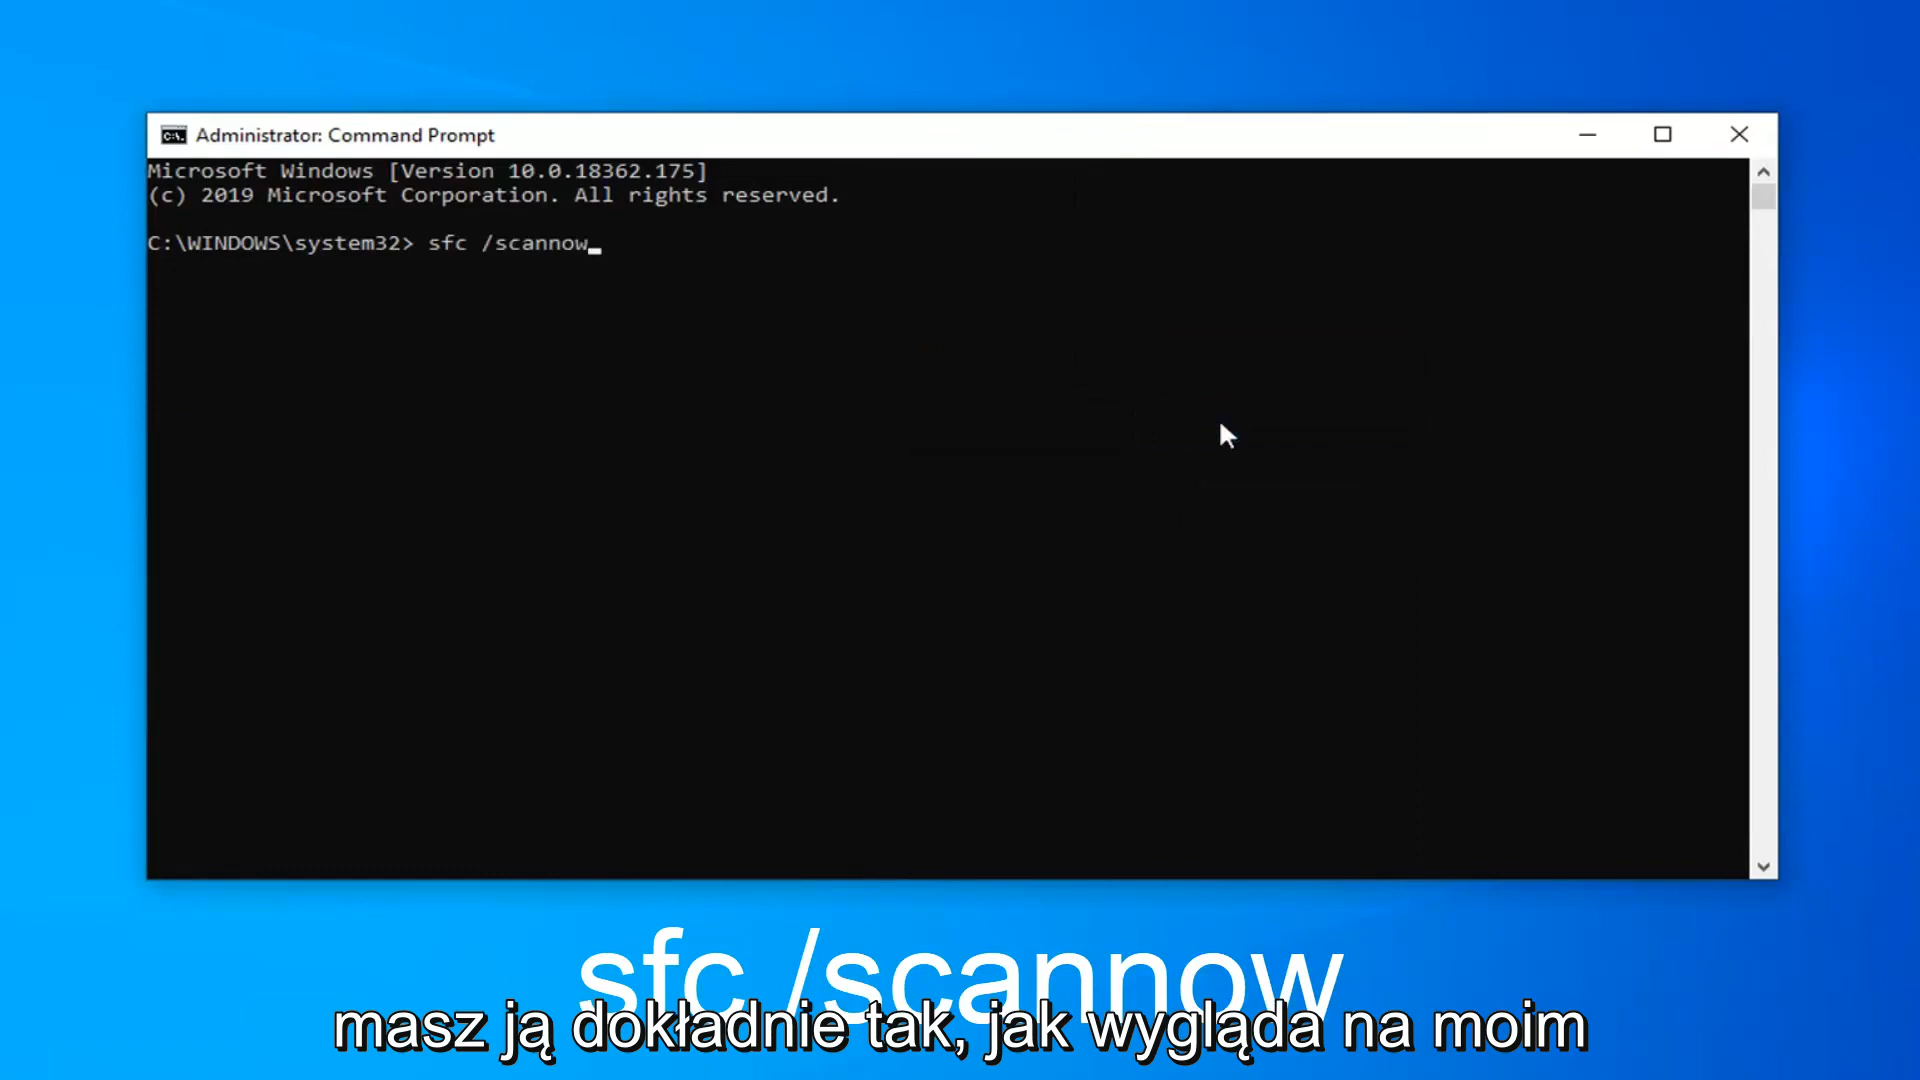 Administrator: Command Prompt
Microsoft Windows [Version 10.0.18362.175]
(c) 2019 Microsoft Corporation. All rights reserved.
C:\WINDOWS\system32> sfc /scannow
sfc /scannow
masz ją dokładnie tak, jak wygląda na moim